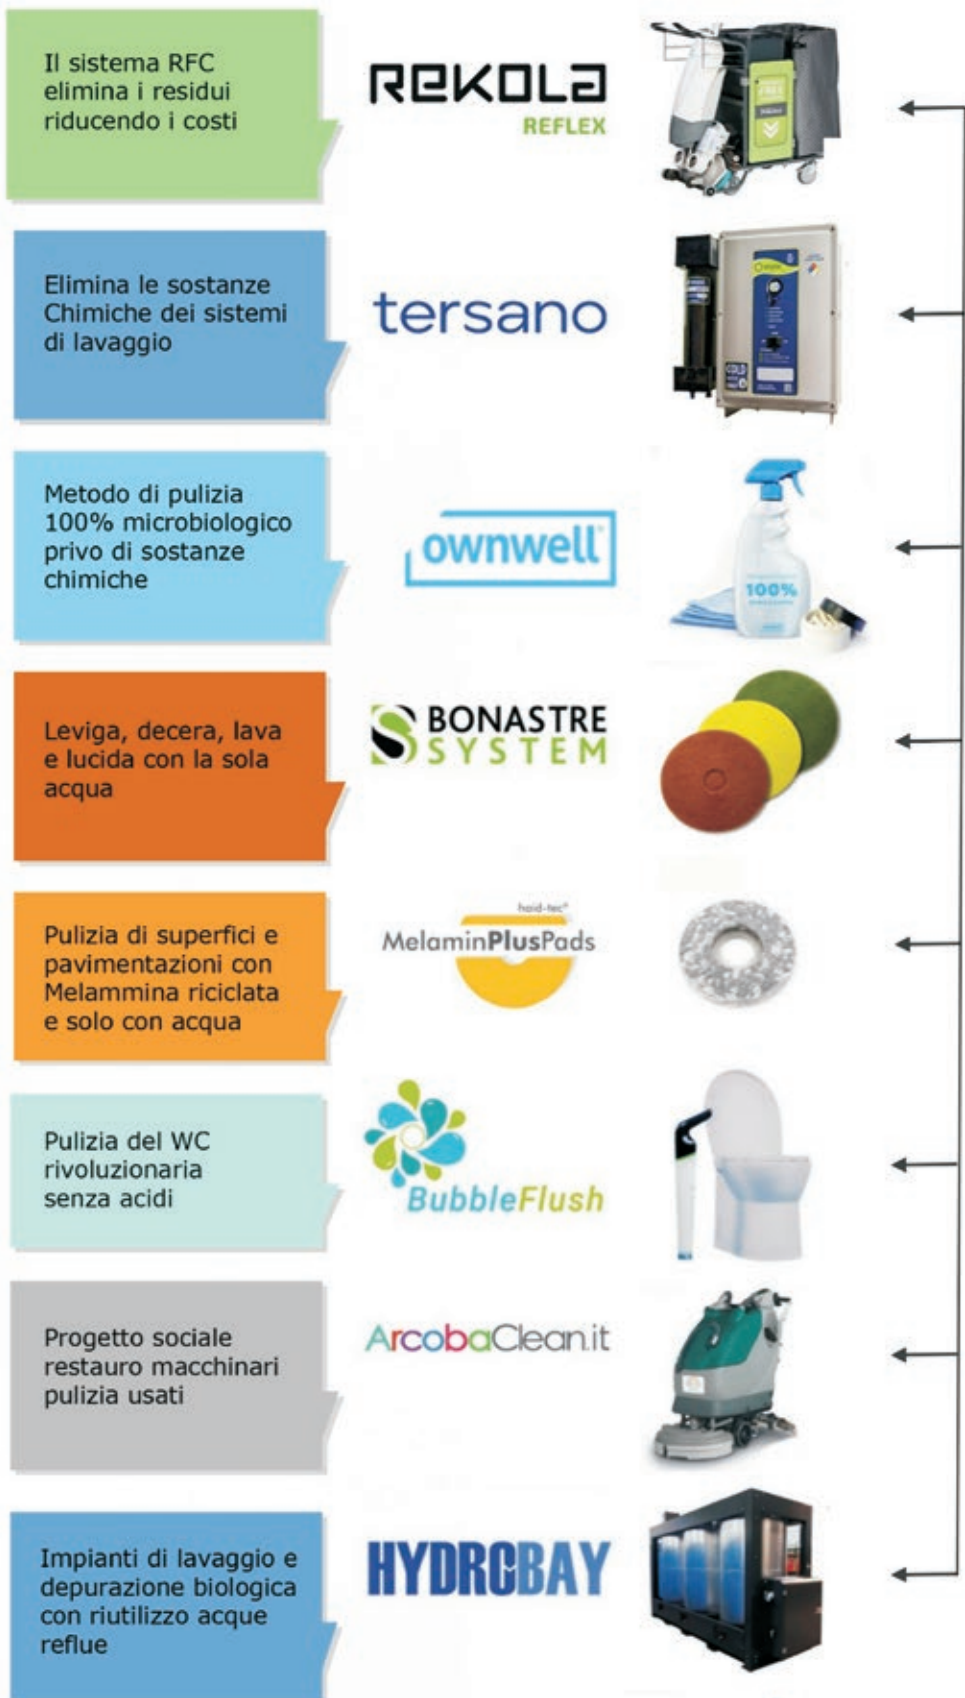 Il sistema RFC
elimina i residui
riducendo i costi
REKOLA
REFLEX
Elimina le sostanze
Chimiche dei sistemi
di lavaggio
tersano
COLD
Metodo di pulizia
100% microbiologico
privo di sostanze
chimiche
ownwell
100%
Leviga, decera, lava
e lucida con la sola
acqua
BONASTRE
SYSTEM
Pulizia di superfici e
pavimentazioni con
Melammina riciclata
e solo con acqua
haid-tec®
MelaminPlusPads
Pulizia del WC
rivoluzionaria
senza acidi
BubbleFlush
Progetto sociale
restauro macchinari
pulizia usati
ArcobaClean.it
Impianti di lavaggio e
depurazione biologica
con riutilizzo acque
reflue
HYDROBAY